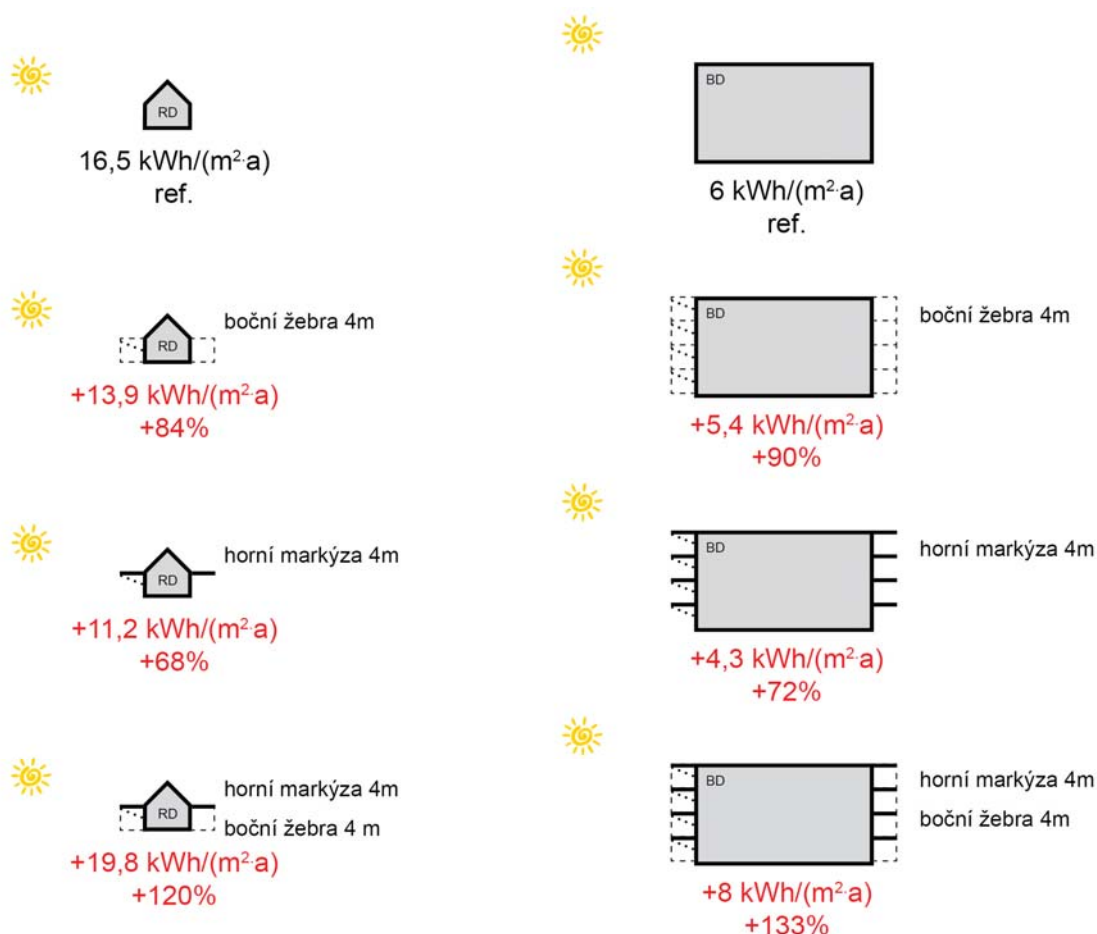 RD
16,5 kWh/(m²·a)
ref.
BD
6 kWh/(m²·a)
ref.
boční žebra 4m
RD
+13,9 kWh/(m²·a)
+84%
BD
boční žebra 4m
+5,4 kWh/(m²·a)
+90%
horní markýza 4m
RD
+11,2 kWh/(m²·a)
+68%
BD
horní markýza 4m
+4,3 kWh/(m²·a)
+72%
horní markýza 4m
RD
boční žebra 4 m
+19,8 kWh/(m²·a)
+120%
BD
horní markýza 4m
boční žebra 4m
+8 kWh/(m²·a)
+133%